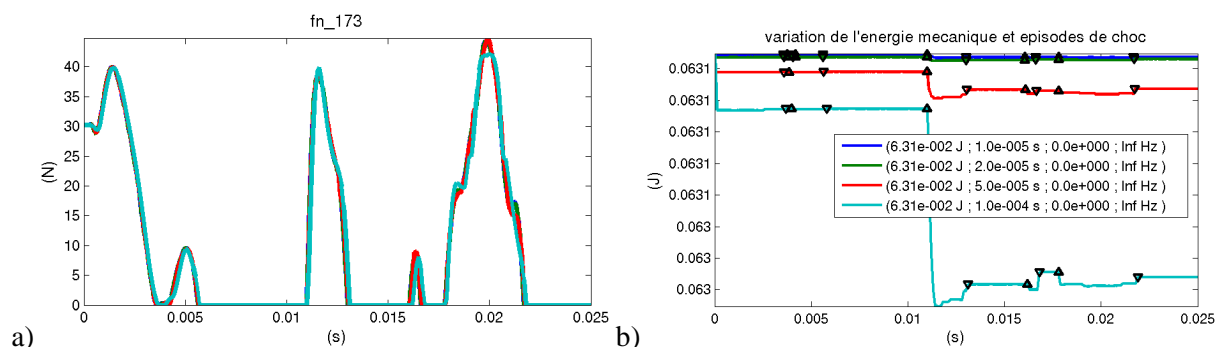 fn_173
(N)
40
35
30
25
20
15
10
5
0
0
0.005
0.01
0.015
0.02
0.025
(s)
a)
variation de l'energie mecanique et episodes de choc
(J)
0.0631
0.0631
0.0631
0.0631
0.0631
0.063
0.063
0.063
(6.31e-002 J ; 1.0e-005 s ; 0.0e+000 ; Inf Hz )
(6.31e-002 J ; 2.0e-005 s ; 0.0e+000 ; Inf Hz )
(6.31e-002 J ; 5.0e-005 s ; 0.0e+000 ; Inf Hz )
(6.31e-002 J ; 1.0e-004 s ; 0.0e+000 ; Inf Hz )
0
0.005
0.01
0.015
0.02
0.025
(s)
b)